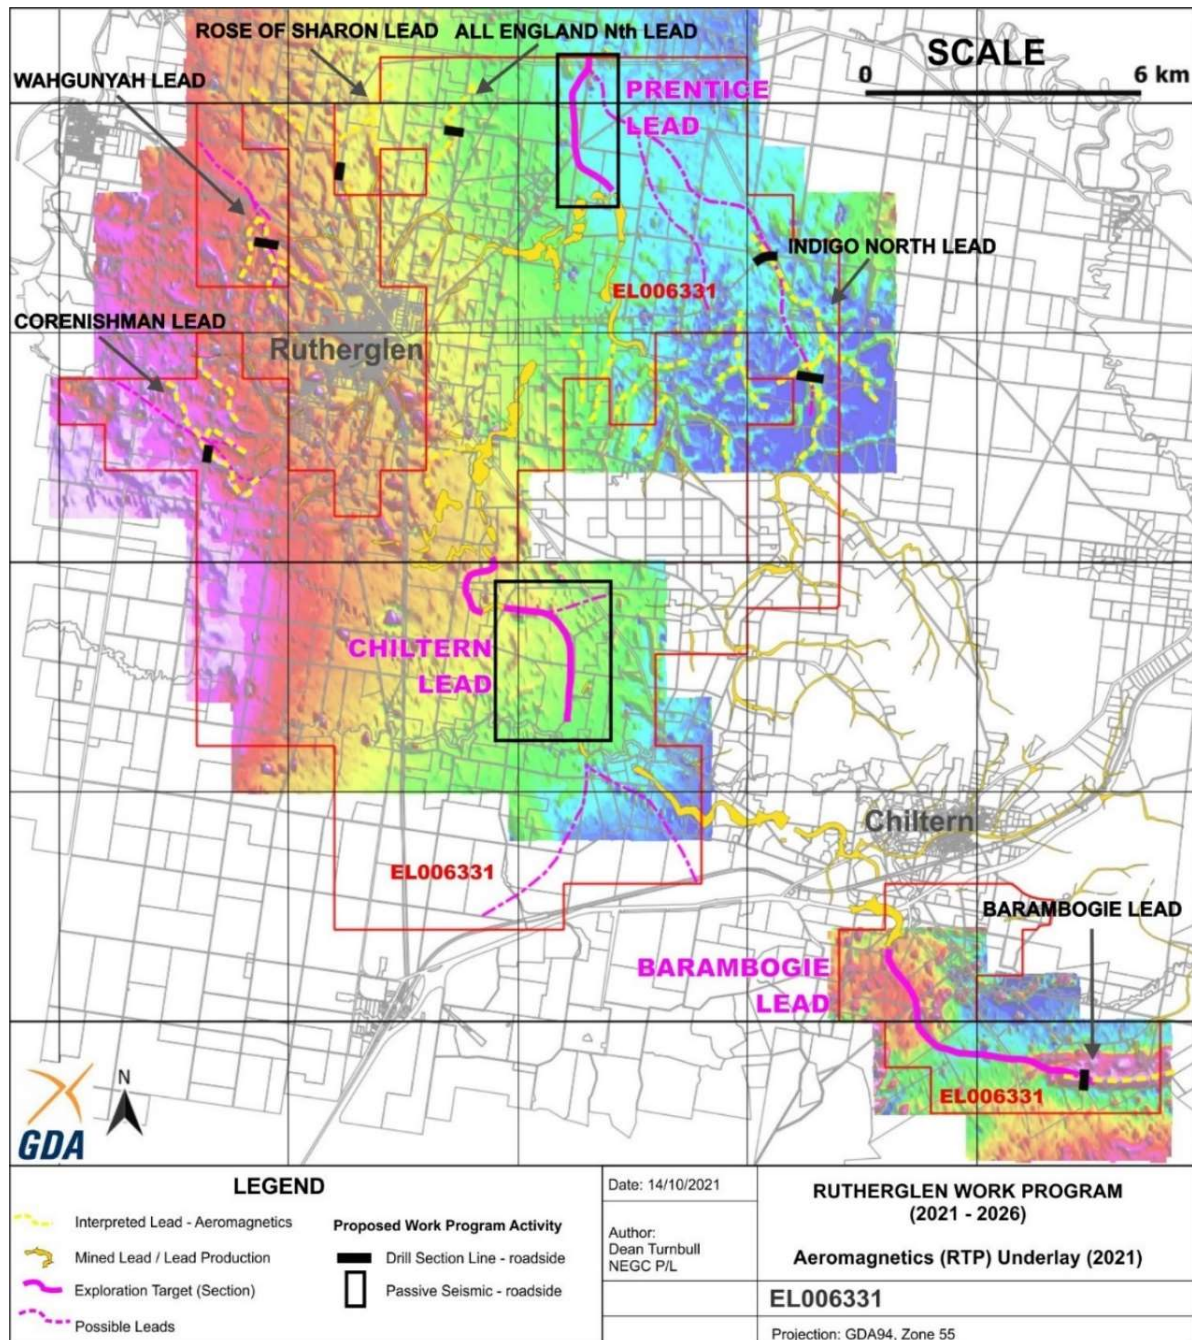 ROSE OF SHARON LEAD
ALL ENGLAND Nth LEAD
SCALE
0 6 km
WAHGUNYAH LEAD
PRENTICE
LEAD
INDIGO NORTH LEAD
EL006331
CORENISHMAN LEAD
Rutherglen
CHILTERN
LEAD
Chiltern
EL006331
BARAMBOGIE LEAD
BARAMBOGIE
LEAD
EL006331
N
GDA
LEGEND
Interpreted Lead - Aeromagnetics
Mined Lead / Lead Production
Exploration Target (Section)
Possible Leads
Proposed Work Program Activity
Drill Section Line - roadside
Passive Seismic - roadside
Date: 14/10/2021
Author:
Dean Turnbull
NEGC P/L
RUTHERGLEN WORK PROGRAM
(2021 - 2026)
Aeromagnetics (RTP) Underlay (2021)
EL006331
Projection: GDA94, Zone 55